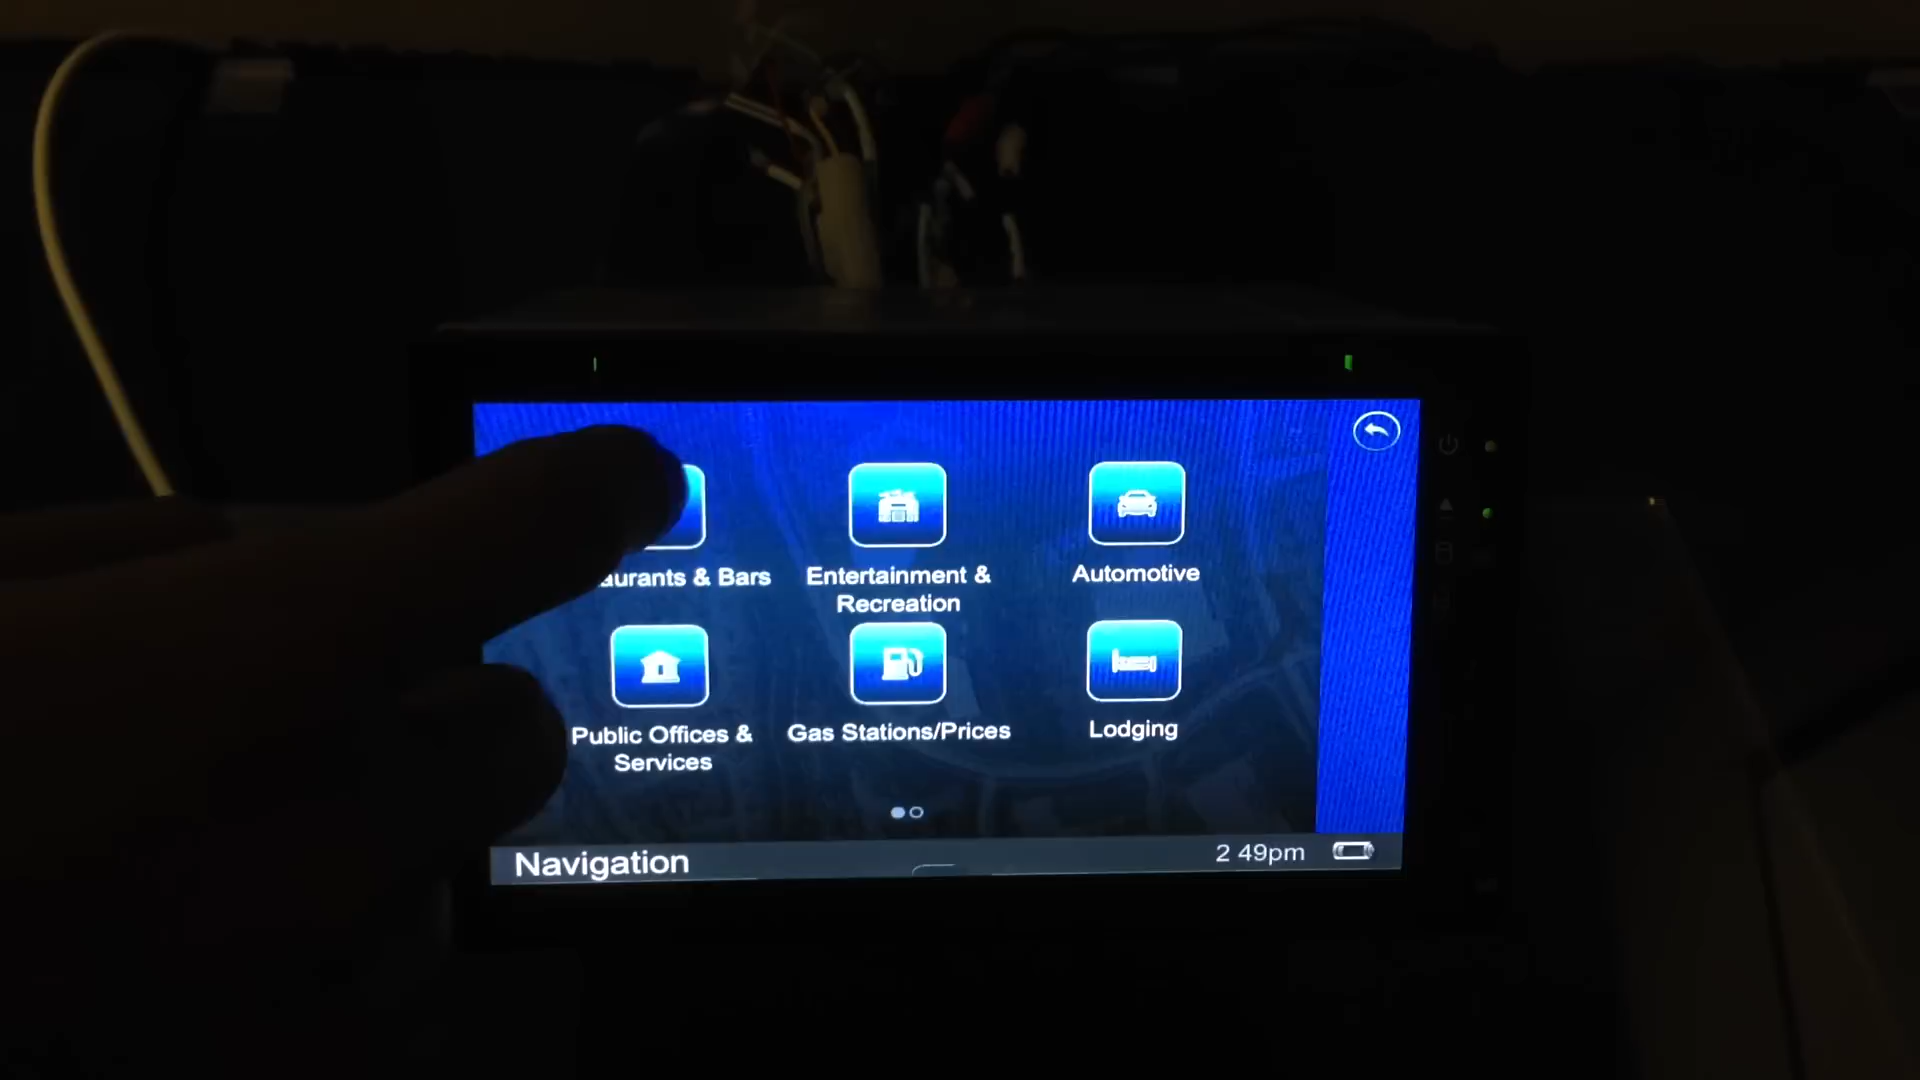 aurants & Bars
Entertainment &
Recreation
Automotive
Public Offices &
Services
Gas Stations/Prices
Lodging
Navigation
2 49pm